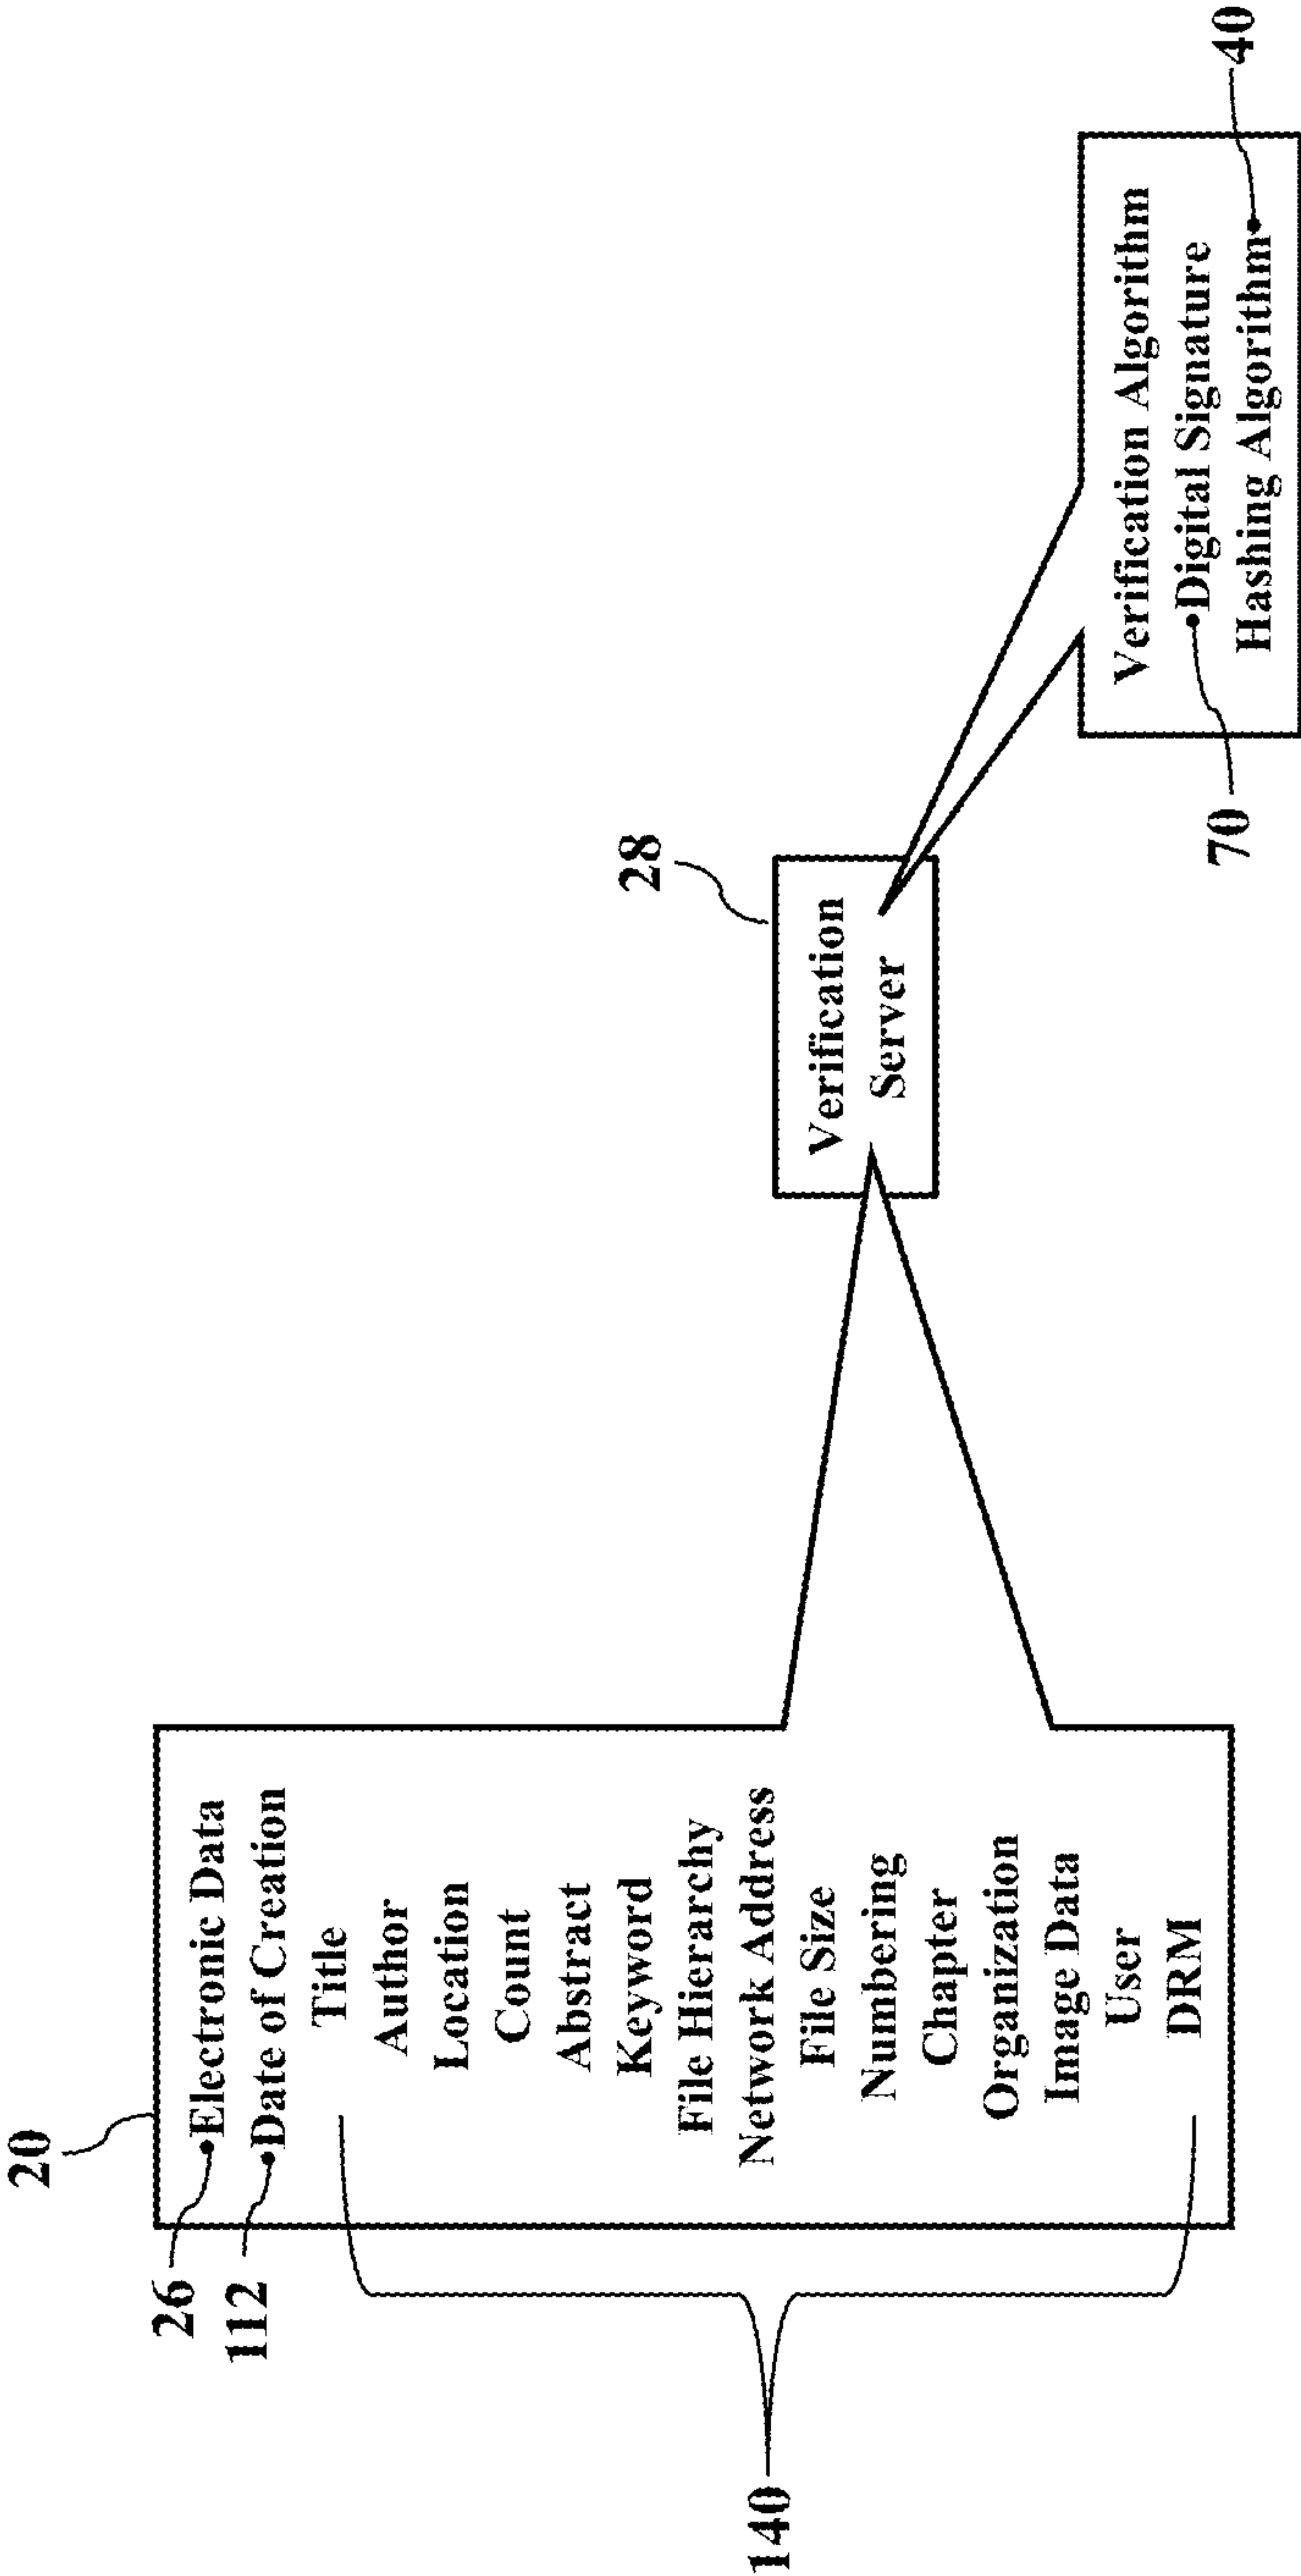 20
26
Electronic Data
112
Date of Creation
Title
Author
Location
Count
Abstract
Keyword
File Hierarchy
Network Address
File Size
Numbering
Chapter
Organization
Image Data
User
DRM
140
28
Verification
Server
Verification Algorithm
70
Digital Signature
Hashing Algorithm
40